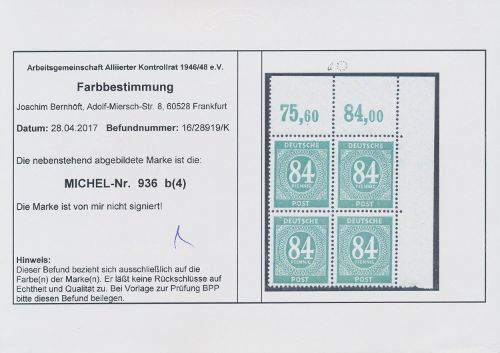 Arbeitsgemeinschaft Alliierter Kontrollrat 1946/48 e.V.
Farbbestimmung
Joachim Bernhöft, Adolf-Miersch-Str. 8, 60528 Frankfurt
Datum: 28.04.2017 Befundnummer: 16/28919/K
Die nebenstehend abgebildete Marke ist die:
MICHEL-Nr. 936 b(4)
Die Marke ist von mir nicht signiert!
Hinweis:
Dieser Befund bezieht sich ausschließlich auf die
Farbe(n) der Marke(n). Er läßt keine Rückschlüsse auf
Echtheit und Qualität zu. Bei Vorlage zur Prüfung BPP
bitte diesen Befund beilegen.
75,60 84,00
DEUTSCHE DEUTSCHE
84 84
PFENNIG PFENNIG
POST POST
DEUTSCHE DEUTSCHE
84 84
PFENNIG PFENNIG
POST POST